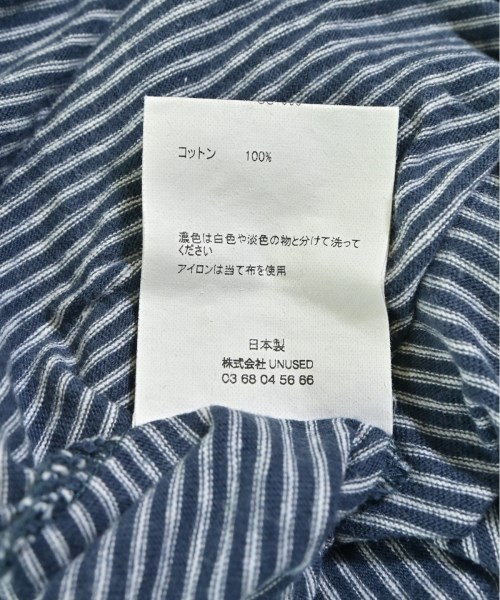 コットン 100%
濃色は白色や淡色の物と分けて洗って
ください
アイロンは当て布を使用
日本製
株式会社 UNUSED
03 68 04 56 66